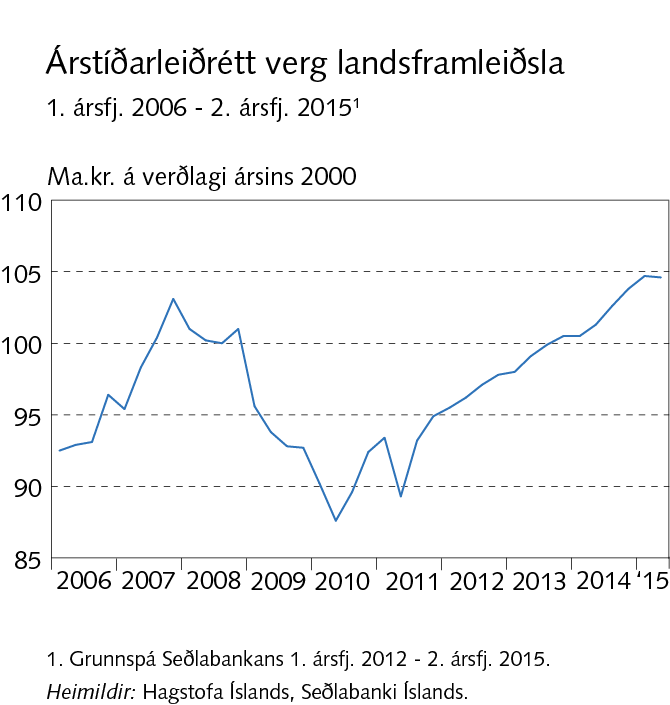 Árstíðarleiðrétt verg landsframleiðsla
1. ársfj. 2006 - 2. ársfj. 2015¹
Ma.kr. á verðlagi ársins 2000
110
105
100
95
90
85
2006 2007 2008 2009 2010 2011 2012 2013 2014 '15
1. Grunnspá Seðlabankans 1. ársfj. 2012 - 2. ársfj. 2015.
Heimildir: Hagstofa Íslands, Seðlabanki Íslands.